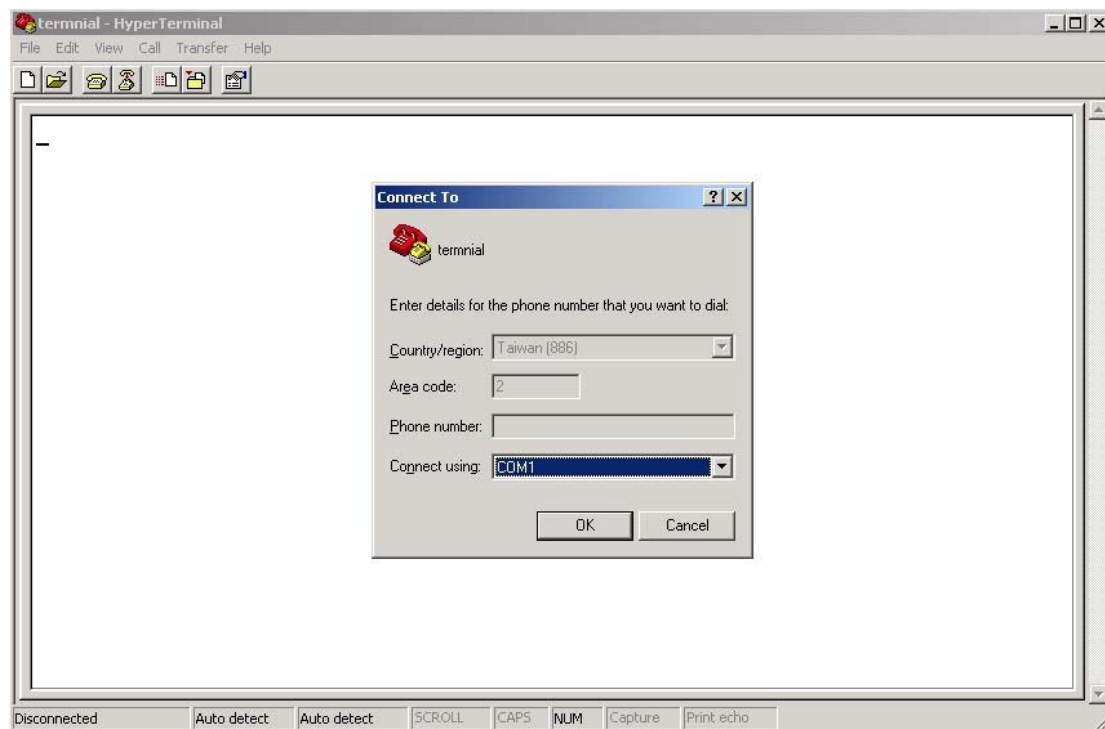 termnial - HyperTerminal
File Edit View Call Transfer Help
Connect To
termnial
Enter details for the phone number that you want to dial:
Country/region: Taiwan (886)
Area code: 2
Phone number:
Connect using: COM1
OK Cancel
Disconnected Auto detect Auto detect SCROLL CAPS NUM Capture Print echo